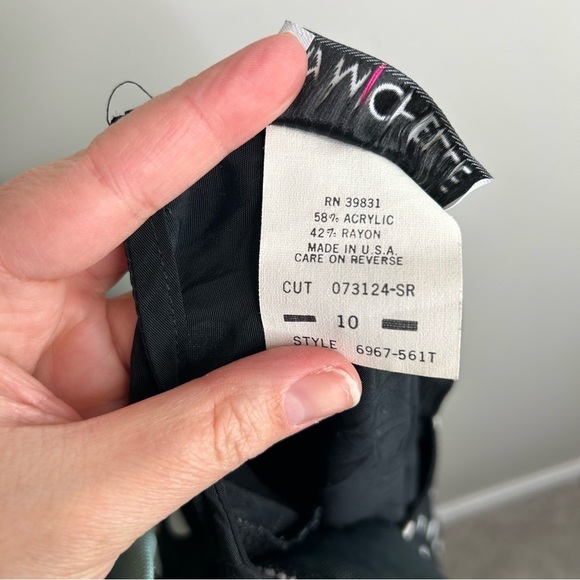 RN 39831
58% ACRYLIC
42% RAYON
MADE IN U.S.A.
CARE ON REVERSE
CUT 073124-SR
10
STYLE 6967-561T